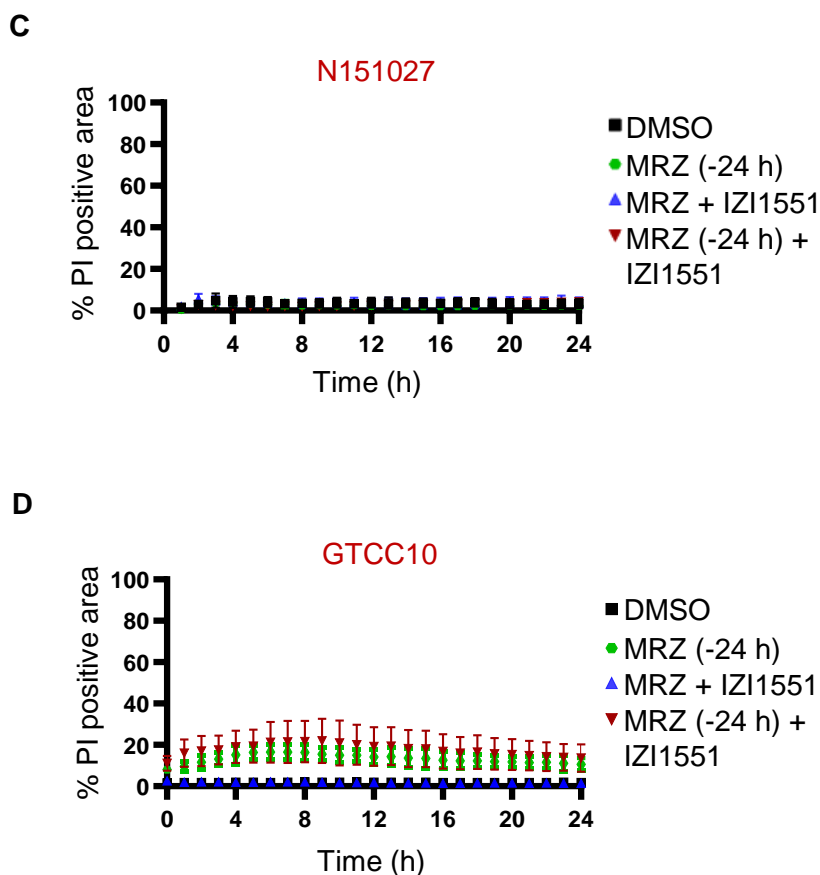 C
N151027
100
80
60
40
20
0
% PI positive area
0 4 8 12 16 20 24
Time (h)
DMSO
MRZ (-24 h)
MRZ + IZI1551
MRZ (-24 h) +
IZI1551
D
GTCC10
100
80
60
40
20
0
% PI positive area
0 4 8 12 16 20 24
Time (h)
DMSO
MRZ (-24 h)
MRZ + IZI1551
MRZ (-24 h) +
IZI1551